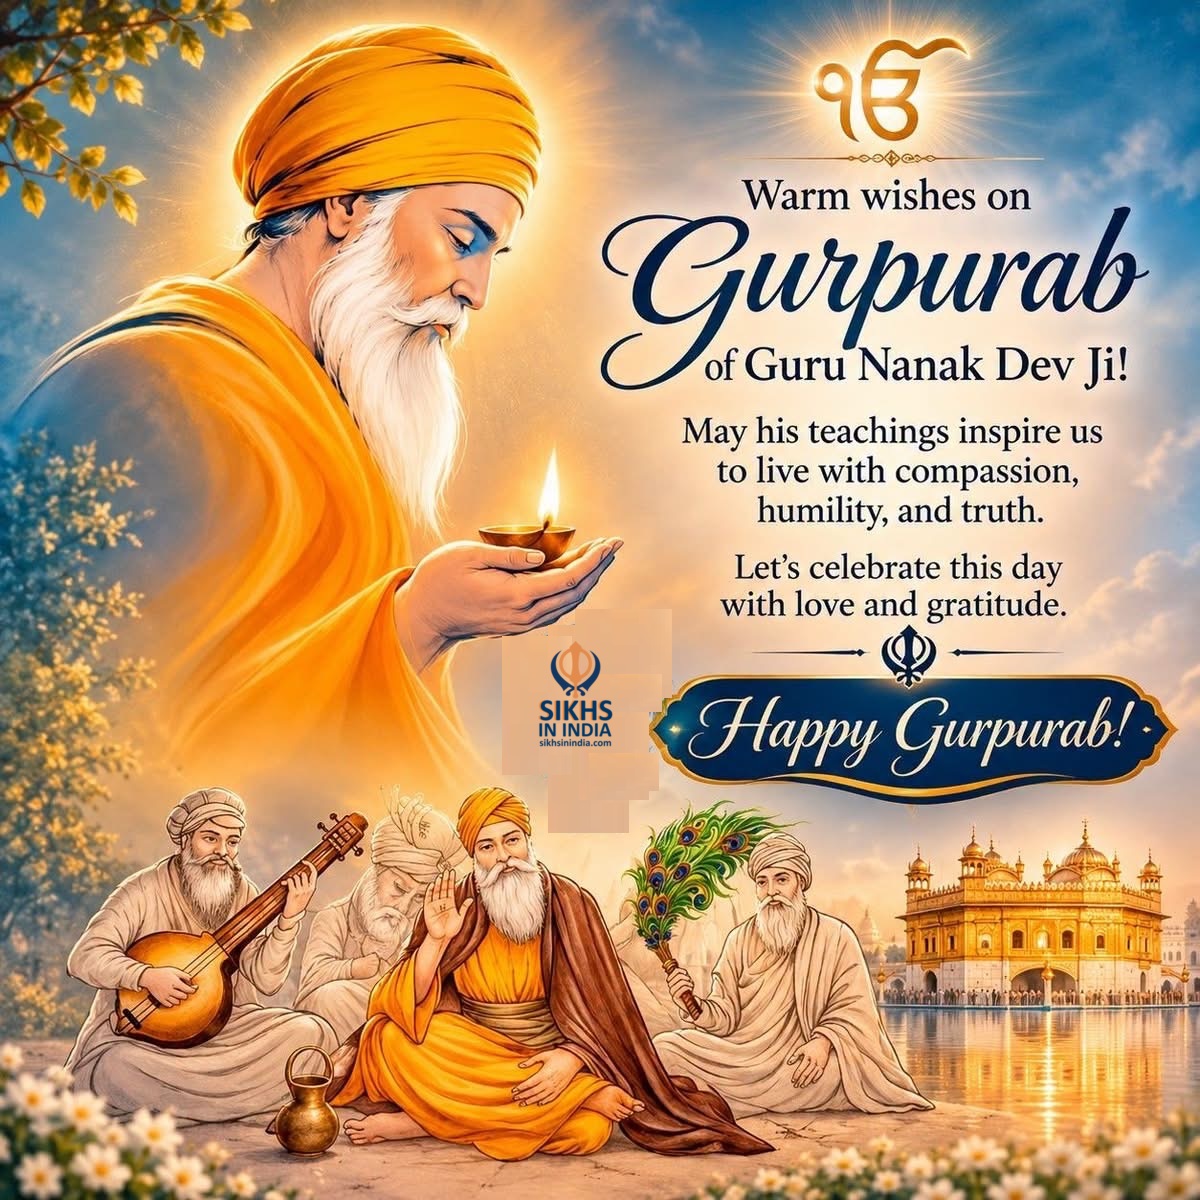 ੴ
Warm wishes on
Gurpurab
of Guru Nanak Dev Ji!
May his teachings inspire us
to live with compassion,
humility, and truth.
Let's celebrate this day
with love and gratitude.
SIKHS
IN INDIA
sikhsinindia.com
Happy Gurpurab!